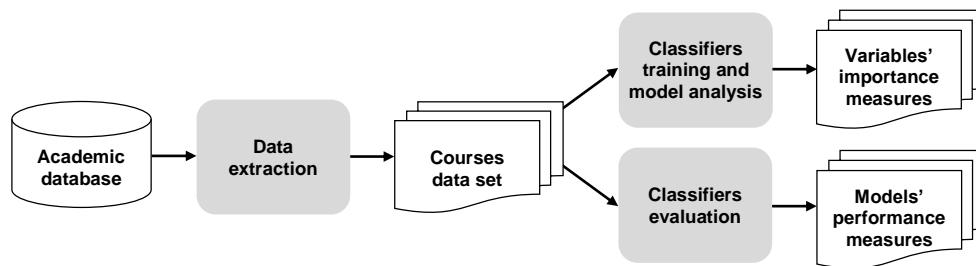 Academic
database
Data
extraction
Courses
data set
Classifiers
training and
model analysis
Variables’
importance
measures
Classifiers
evaluation
Models’
performance
measures